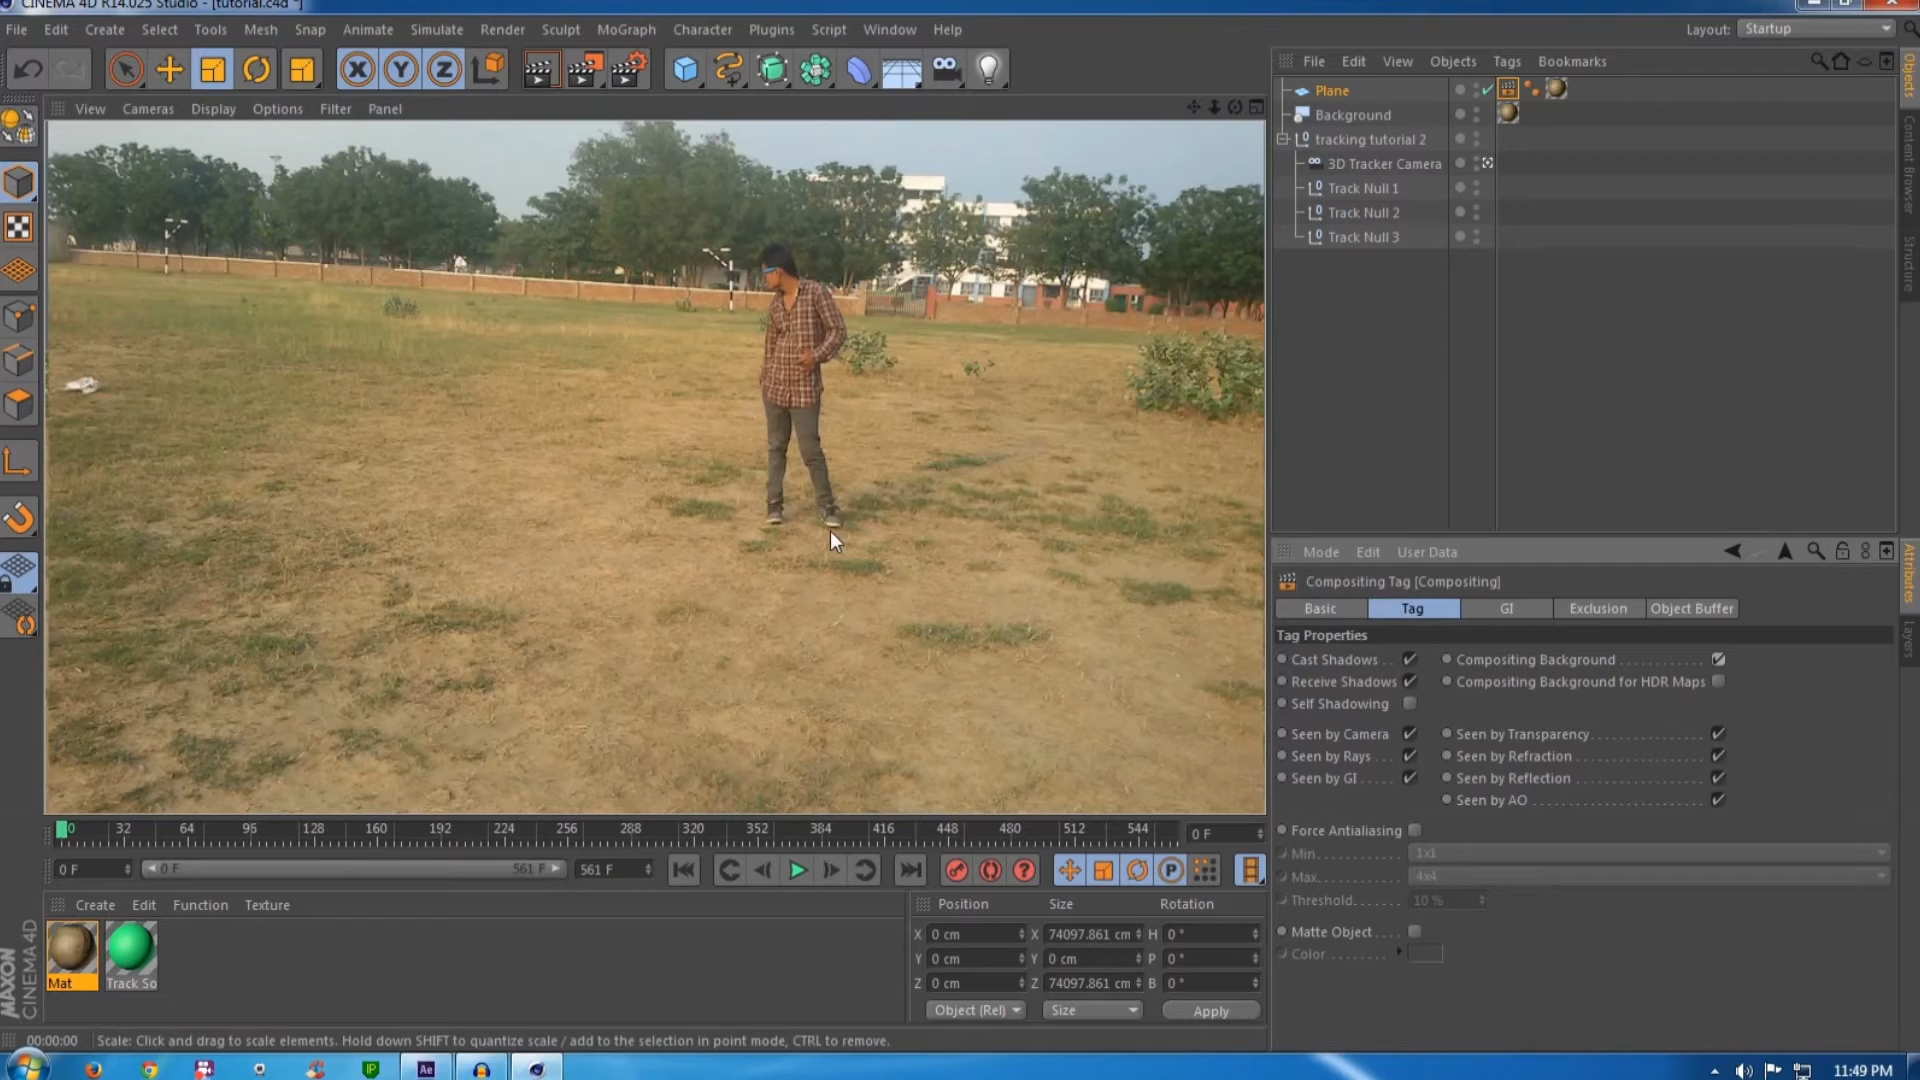 CINEMA 4D R14.025 Studio - [tutorial.c4d *]
File Edit Create Select Tools Mesh Snap Animate Simulate Render Sculpt MoGraph Character Plugins Script Window Help
Layout: Startup
X Y Z
View Cameras Display Options Filter Panel
File Edit View Objects Tags Bookmarks
Plane
Background
tracking tutorial 2
3D Tracker Camera
Track Null 1
Track Null 2
Track Null 3
Objects
Content Browser
Structure
Mode Edit User Data
Compositing Tag [Compositing]
Basic Tag GI Exclusion Object Buffer
Tag Properties
Cast Shadows . . Compositing Background
Receive Shadows Compositing Background for HDR Maps
Self Shadowing
Seen by Camera Seen by Transparency
Seen by Rays . . . Seen by Refraction
Seen by GI Seen by Reflection
Seen by AO
Force Antialiasing
Min. 1x1
Max. 4x4
Threshold. 10 %
Matte Object
Color
Attributes
Layers
0 32 64 96 128 160 192 224 256 288 320 352 384 416 448 480 512 544 0 F
0 F 0 F 561 F 561 F
P
Create Edit Function Texture
Mat Track So
MAXON
CINEMA 4D
Position Size Rotation
X 0 cm X 74097.861 cm H 0 °
Y 0 cm Y 0 cm P 0 °
Z 0 cm Z 74097.861 cm B 0 °
Object (Rel) Size Apply
00:00:00 Scale: Click and drag to scale elements. Hold down SHIFT to quantize scale / add to the selection in point mode, CTRL to remove.
IP Ae 11:49 PM